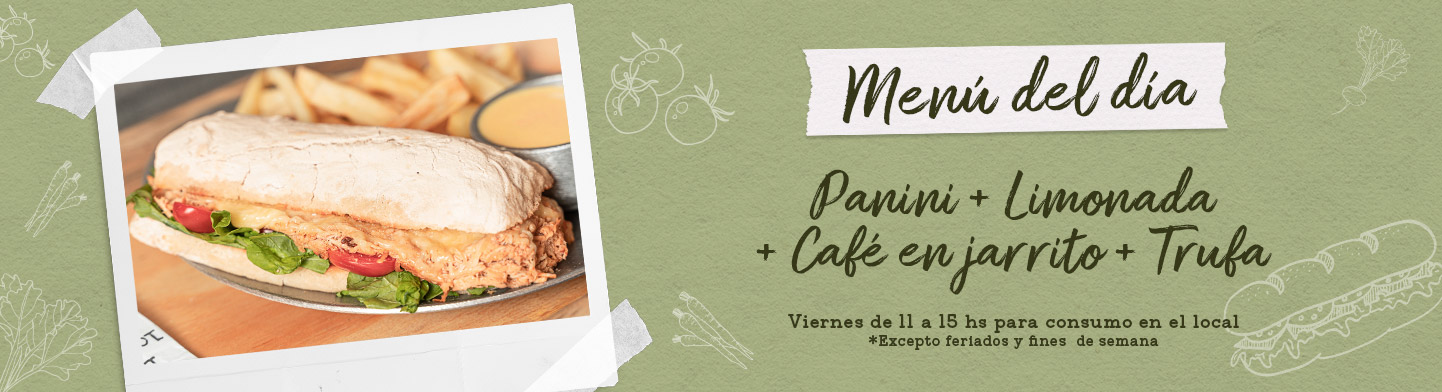 Menú del día
Panini + Limonada
+ Café en jarrito + Trufa
Viernes de 11 a 15 hs para consumo en el local
*Excepto feriados y fines de semana